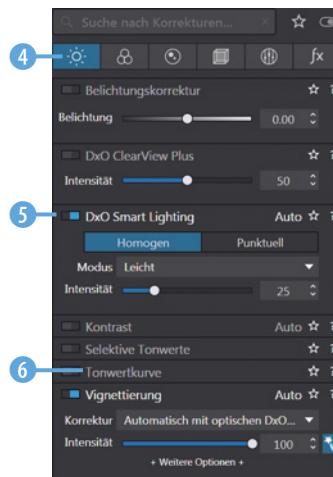 Suche nach Korrekturen...
4
fx
Belichtungskorrektur
Belichtung 0.00
DxO ClearView Plus
Intensität 50
5 DxO Smart Lighting Auto
Homogen Punktuell
Modus Leicht
Intensität 25
Kontrast Auto
Selektive Tonwerte
6 Tonwertkurve
Vignettierung Auto
Korrektur Automatisch mit optischen DxO...
Intensität 100
+ Weitere Optionen +